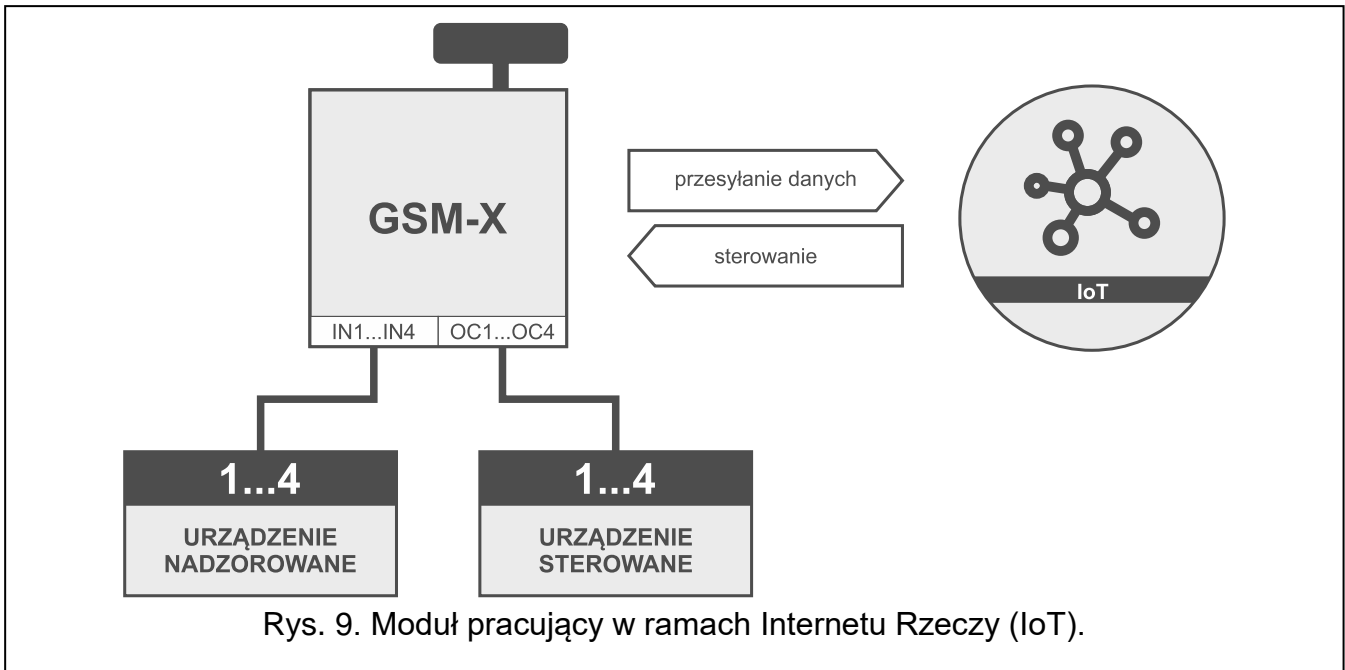 GSM-X
przesyłanie danych
sterowanie
IoT
IN1...IN4
OC1...OC4
1...4
URZĄDZENIE
NADZOROWANE
1...4
URZĄDZENIE
STEROWANE
Rys. 9. Moduł pracujący w ramach Internetu Rzeczy (IoT).